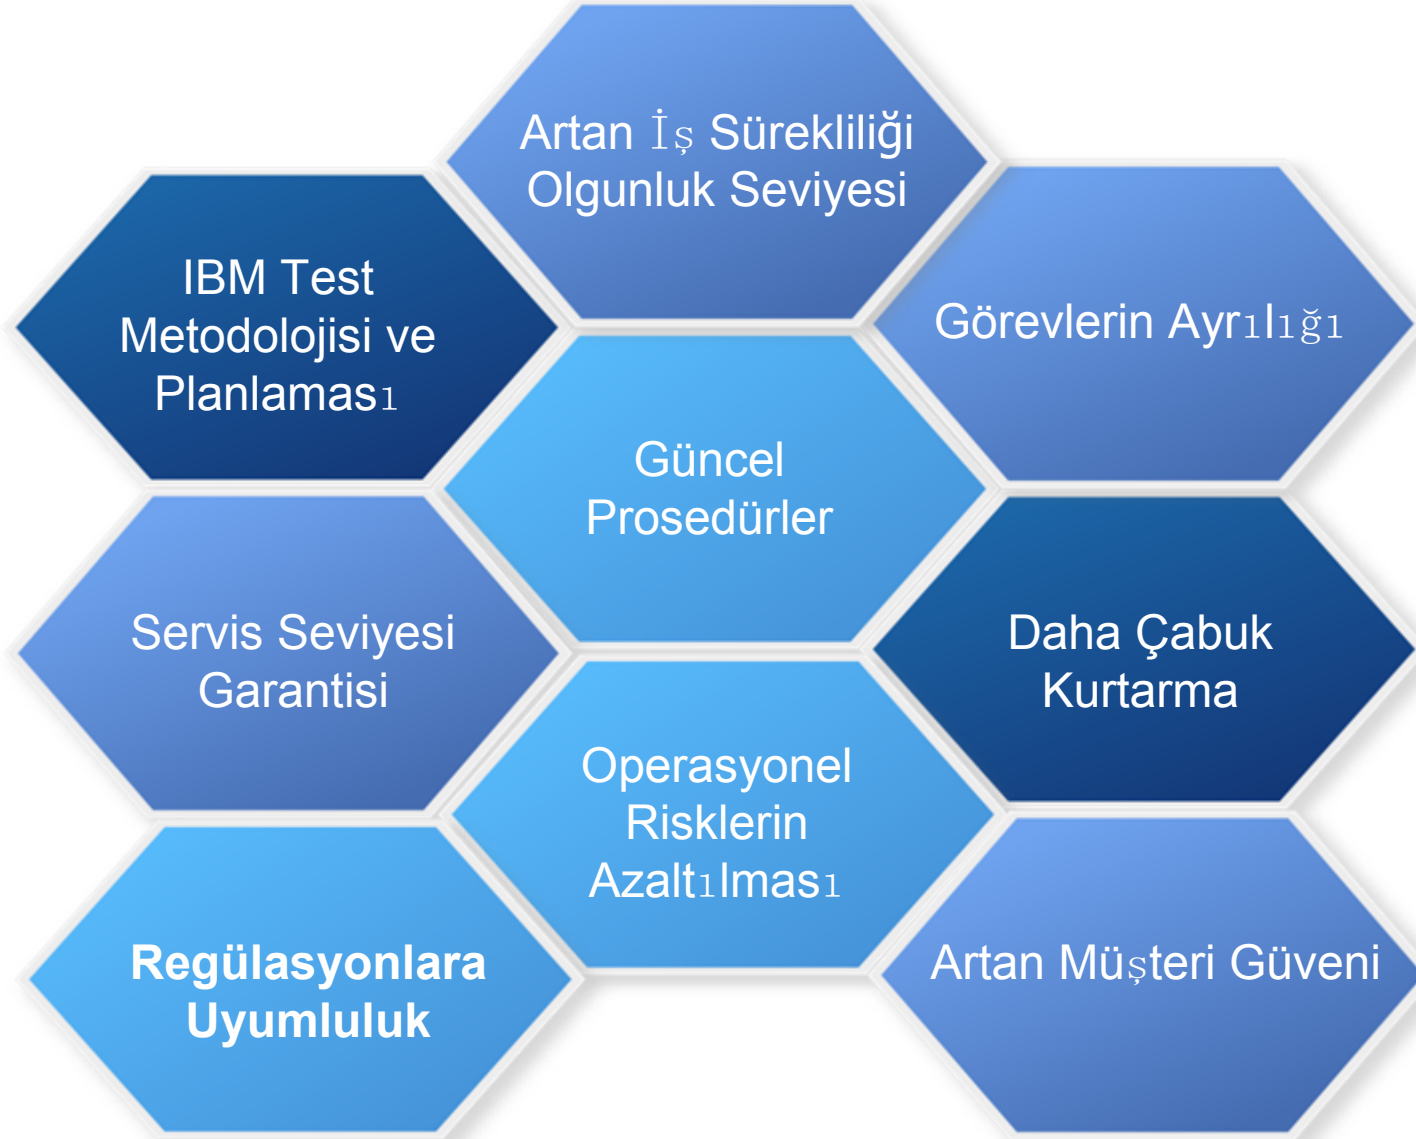 Artan İş Sürekliliği
Olgunluk Seviyesi
IBM Test
Metodolojisi ve
Planlaması
Görevlerin Ayrılığı
Güncel
Prosedürler
Servis Seviyesi
Garantisi
Daha Çabuk
Kurtarma
Operasyonel
Risklerin
Azaltılması
Regülasyonlara
Uyumluluk
Artan Müşteri Güveni